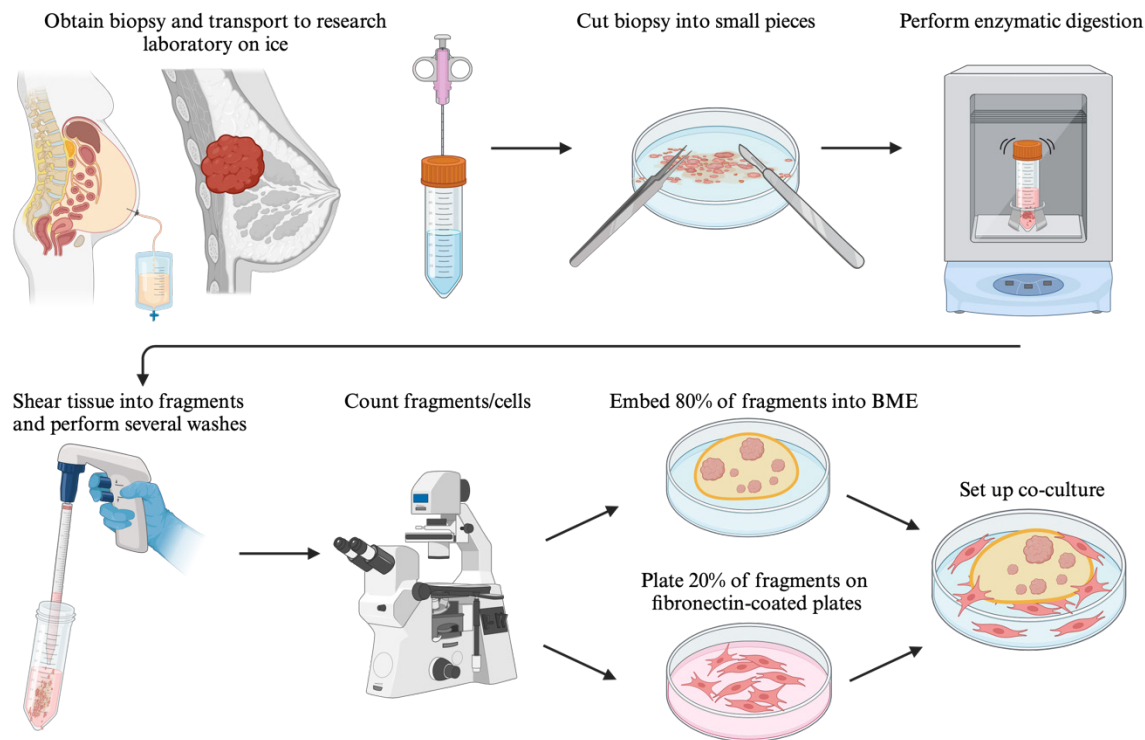 Obtain biopsy and transport to research
laboratory on ice
Cut biopsy into small pieces
Perform enzymatic digestion
Shear tissue into fragments
and perform several washes
Count fragments/cells
Embed 80% of fragments into BME
Plate 20% of fragments on
fibronectin-coated plates
Set up co-culture